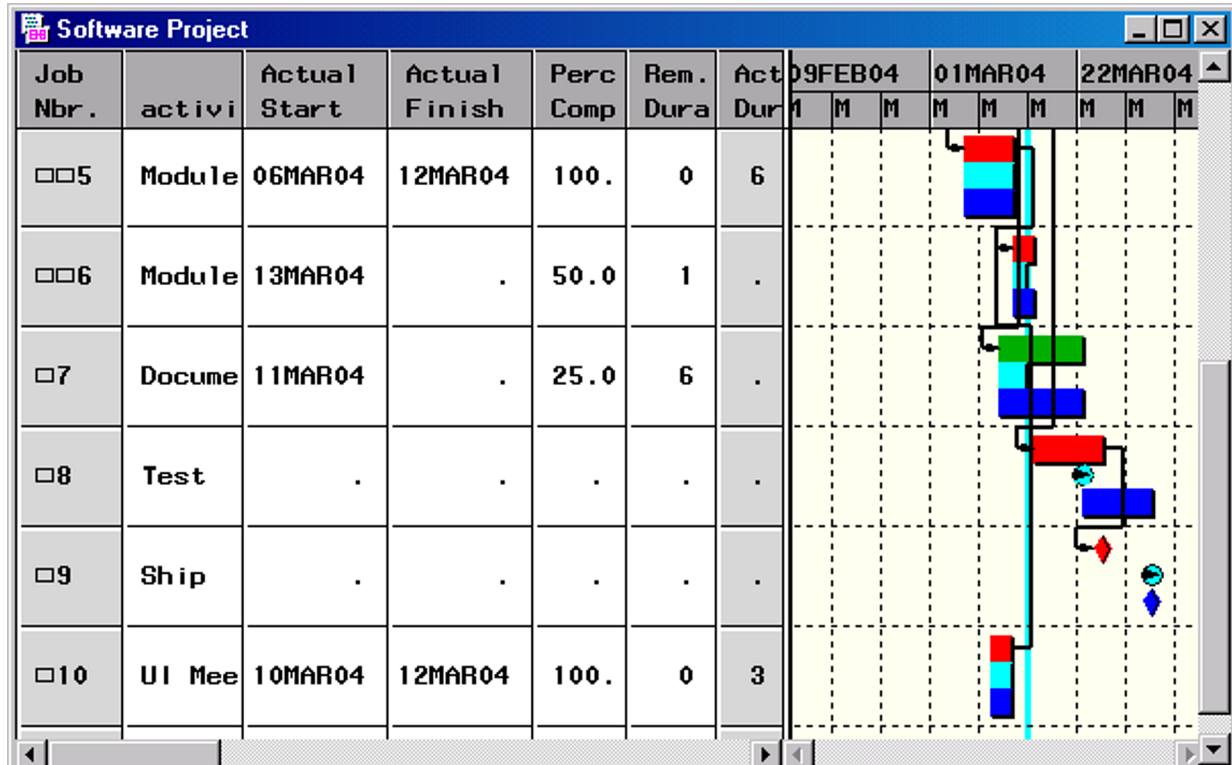 Software Project
Job Nbr. activi Actual Start Actual Finish Perc Comp Rem. Dura Act Dur 09FEB04 01MAR04 22MAR04
M M M M M M M M M
□□5 Module 06MAR04 12MAR04 100. 0 6
□□6 Module 13MAR04 . 50.0 1 .
□7 Docume 11MAR04 . 25.0 6 .
□8 Test . . . . .
□9 Ship . . . . .
□10 UI Mee 10MAR04 12MAR04 100. 0 3